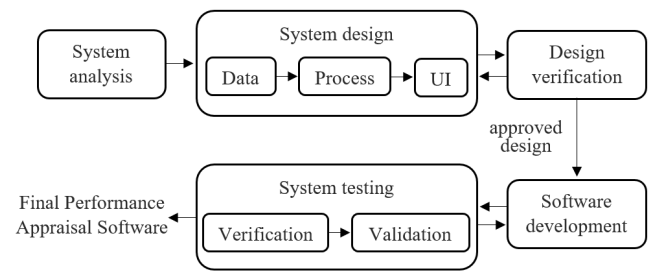 System
analysis
System design
Data
Process
UI
Design
verification
approved
design
Software
development
System testing
Verification
Validation
Final Performance
Appraisal Software